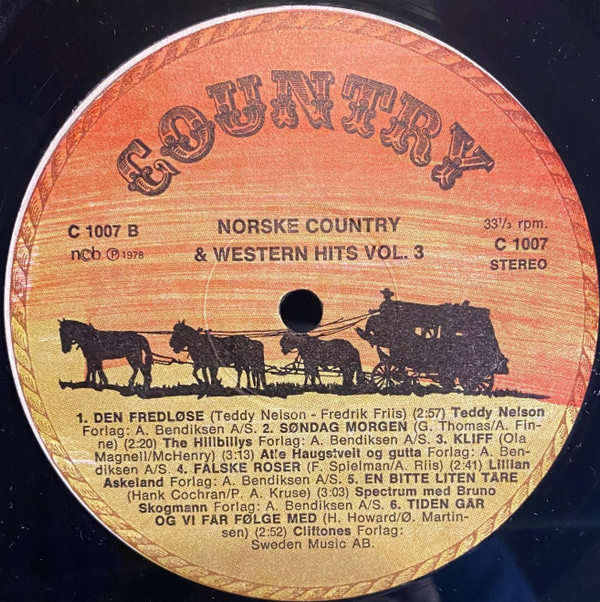 COUNTRY
C 1007 B
ncb Ⓟ 1978
NORSKE COUNTRY
& WESTERN HITS VOL. 3
33⅓ rpm.
C 1007
STEREO
1. DEN FREDLØSE (Teddy Nelson - Fredrik Friis) (2:57) Teddy Nelson
Forlag: A. Bendiksen A/S. 2. SØNDAG MORGEN (G. Thomas/A. Fin-
ne) (2:20) The Hillbillys Forlag: A. Bendiksen A/S. 3. KLIFF (Ola
Magnell/McHenry) (3:13) Atle Haugstveit og gutta Forlag: A. Ben-
diksen A/S. 4. FALSKE ROSER (F. Spielman/A. Riis) (2:41) Lillian
Askeland Forlag: A. Bendiksen A/S. 5. EN BITTE LITEN TÅRE
(Hank Cochran/P. A. Kruse) (3:03) Spectrum med Bruno
Skogmann Forlag: A. Bendiksen A/S. 6. TIDEN GÅR
OG VI FÅR FØLGE MED (H. Howard/Ø. Martin-
sen) (2:52) Cliftones Forlag:
Sweden Music AB.